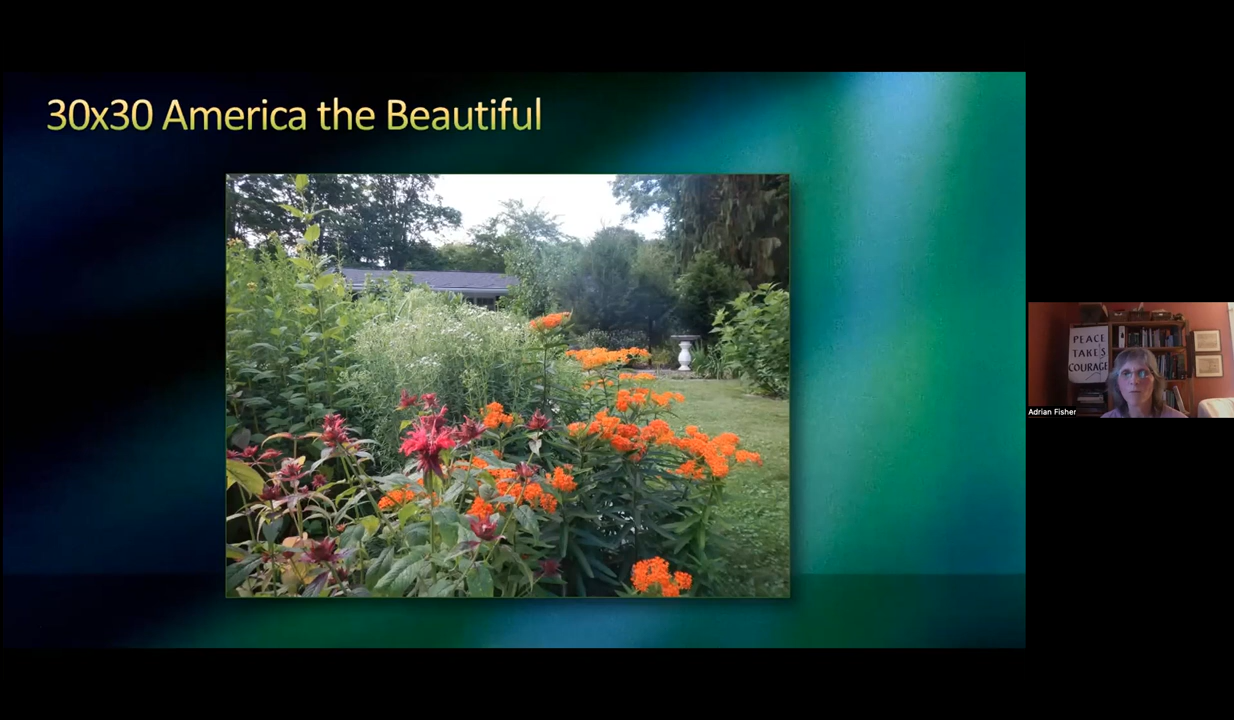 30x30 America the Beautiful
PEACE
TAKES
COURAGE
Adrian Fisher